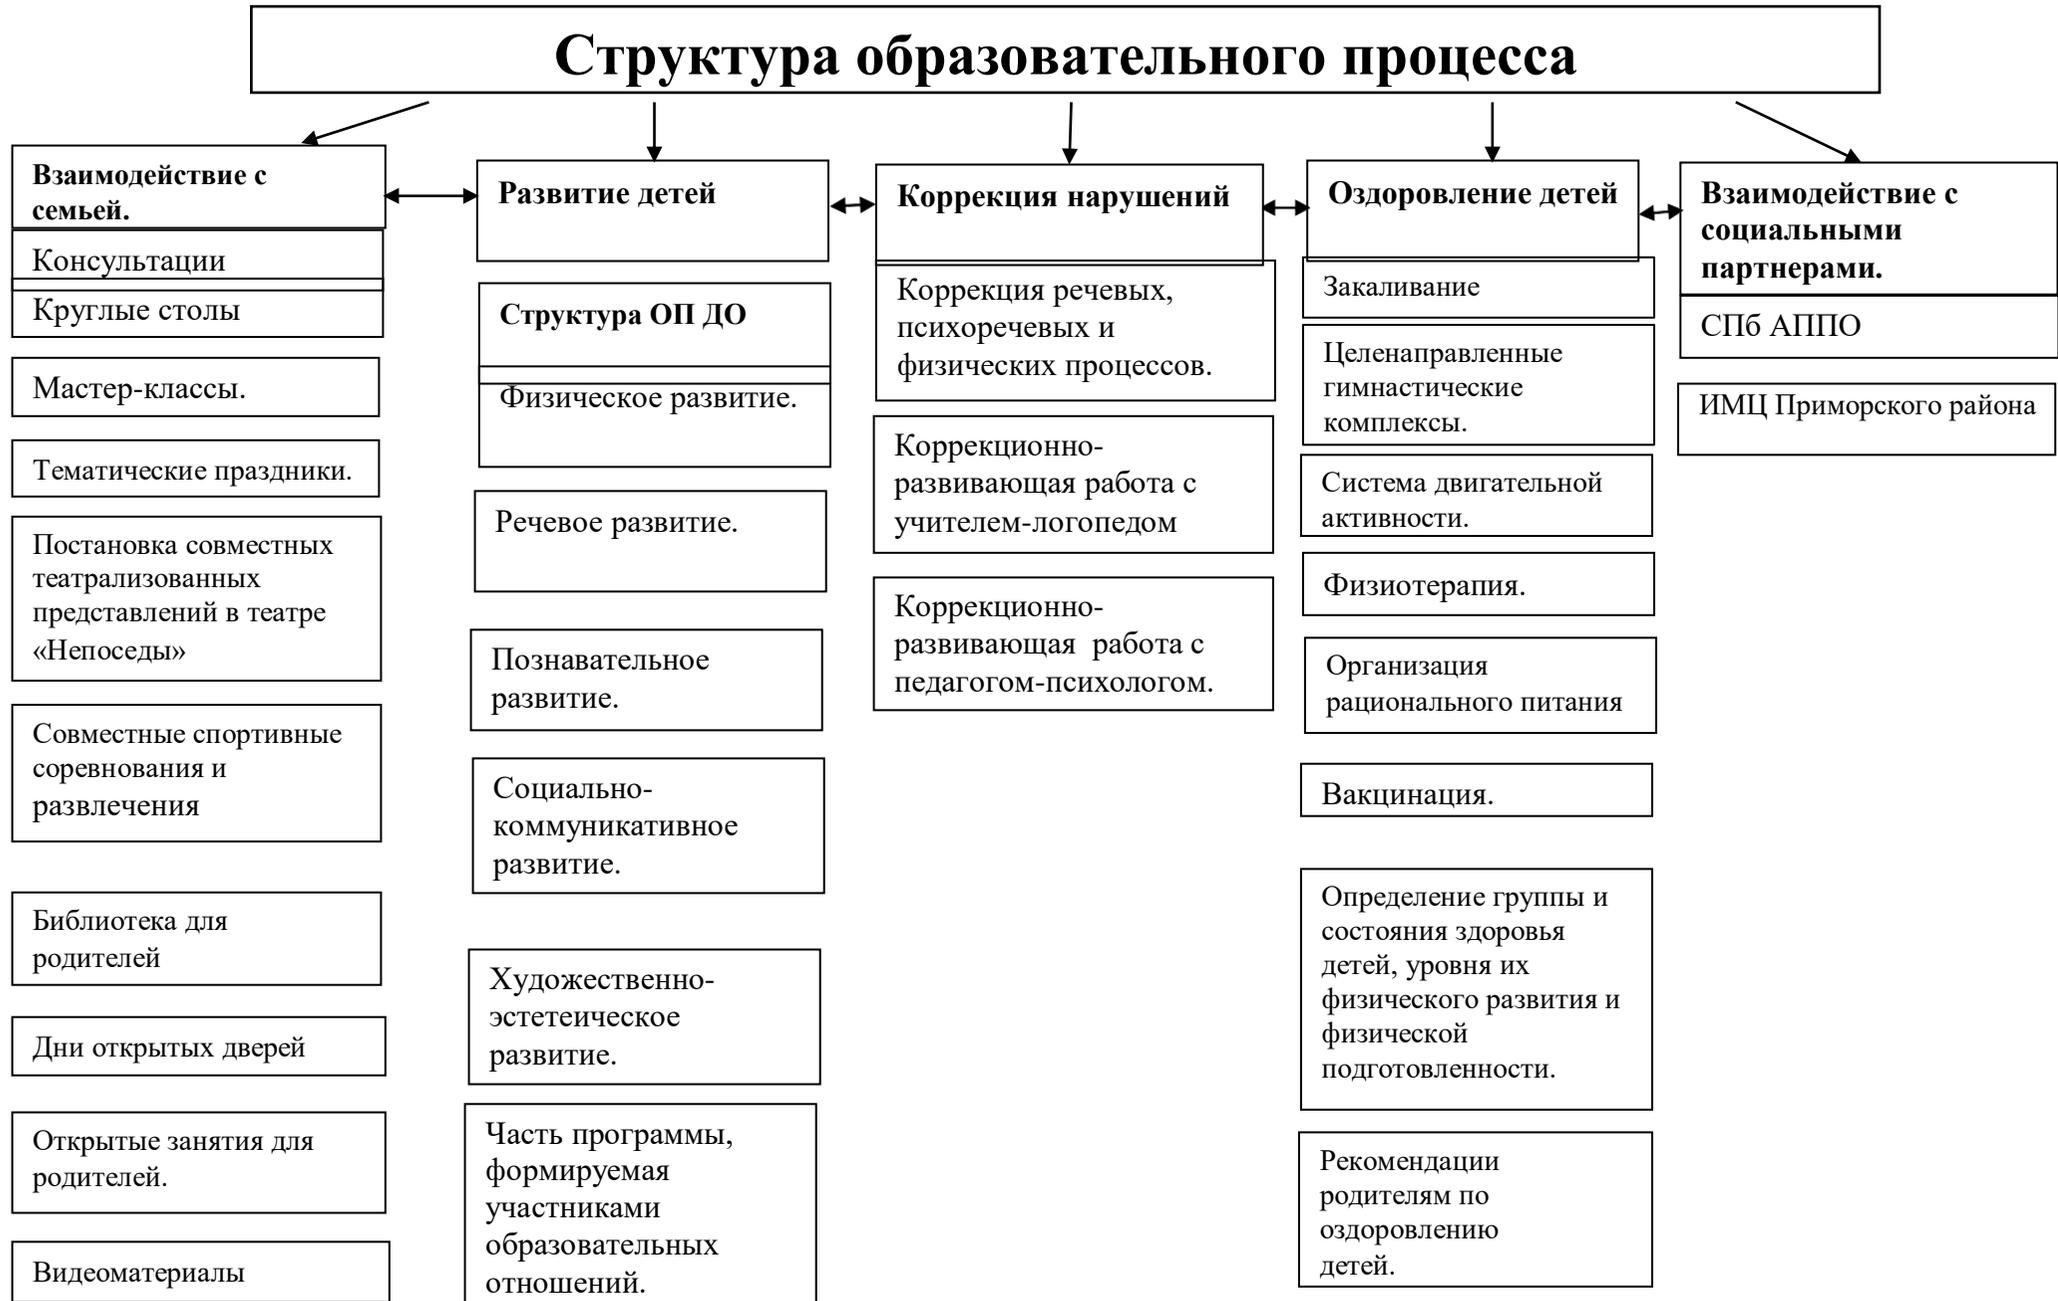 Структура образовательного процесса
Взаимодействие с
семьей.
Консультации
Круглые столы
Мастер-классы.
Тематические праздники.
Постановка совместных
театрализованных
представлений в театре
«Непоседы»
Совместные спортивные
соревнования и
развлечения
Библиотека для
родителей
Дни открытых дверей
Открытые занятия для
родителей.
Видеоматериалы
Развитие детей
Структура ОП ДО
Физическое развитие.
Речевое развитие.
Познавательное
развитие.
Социально-
коммуникативное
развитие.
Художественно-
эстетеическое
развитие.
Часть программы,
формируемая
участниками
образовательных
отношений.
Коррекция нарушений
Коррекция речевых,
психоречевых и
физических процессов.
Коррекционно-
развивающая работа с
учителем-логопедом
Коррекционно-
развивающая  работа с
педагогом-психологом.
Оздоровление детей
Закаливание
Целенаправленные
гимнастические
комплексы.
Система двигательной
активности.
Физиотерапия.
Организация
рационального питания
Вакцинация.
Определение группы и
состояния здоровья
детей, уровня их
физического развития и
физической
подготовленности.
Рекомендации
родителям по
оздоровлению
детей.
Взаимодействие с
социальными
партнерами.
СПб АППО
ИМЦ Приморского района